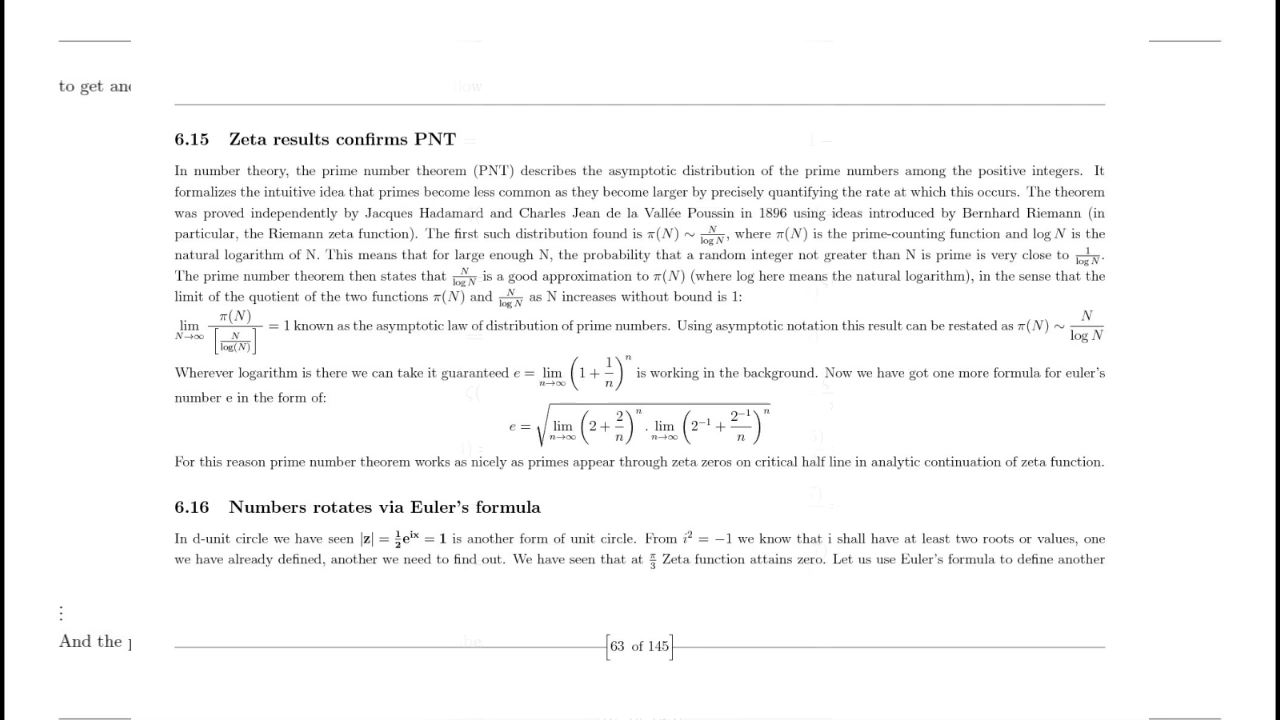 to get
6.15 Zeta results confirms PNT
In number theory, the prime number theorem (PNT) describes the asymptotic distribution of the prime numbers among the positive integers. It
formalizes the intuitive idea that primes become less common as they become larger by precisely quantifying the rate at which this occurs. The theorem
was proved independently by Jacques Hadamard and Charles Jean de la Vallée Poussin in 1896 using ideas introduced by Bernhard Riemann (in
particular, the Riemann zeta function). The first such distribution found is π(N) ∼ N/log N, where π(N) is the prime-counting function and log N is the
natural logarithm of N. This means that for large enough N, the probability that a random integer not greater than N is prime is very close to 1/log N.
The prime number theorem then states that N/log N is a good approximation to π(N) (where log here means the natural logarithm), in the sense that the
limit of the quotient of the two functions π(N) and N/log N as N increases without bound is 1:
lim N→∞ π(N)/[N/log(N)] = 1 known as the asymptotic law of distribution of prime numbers. Using asymptotic notation this result can be restated as π(N) ∼ N/log N
Wherever logarithm is there we can take it guaranteed e = lim n→∞ (1 + 1/n)^n is working in the background. Now we have got one more formula for euler's
number e in the form of:
e = √(lim n→∞ (2 + 2/n)^n . lim n→∞ (2^−1 + 2^−1/n)^n)
For this reason prime number theorem works as nicely as primes appear through zeta zeros on critical half line in analytic continuation of zeta function.
6.16 Numbers rotates via Euler's formula
In d-unit circle we have seen |z| = 1/2 e^ix = 1 is another form of unit circle. From i^2 = −1 we know that i shall have at least two roots or values, one
we have already defined, another we need to find out. We have seen that at π/3 Zeta function attains zero. Let us use Euler's formula to define another
⋮
And the
[63 of 145]